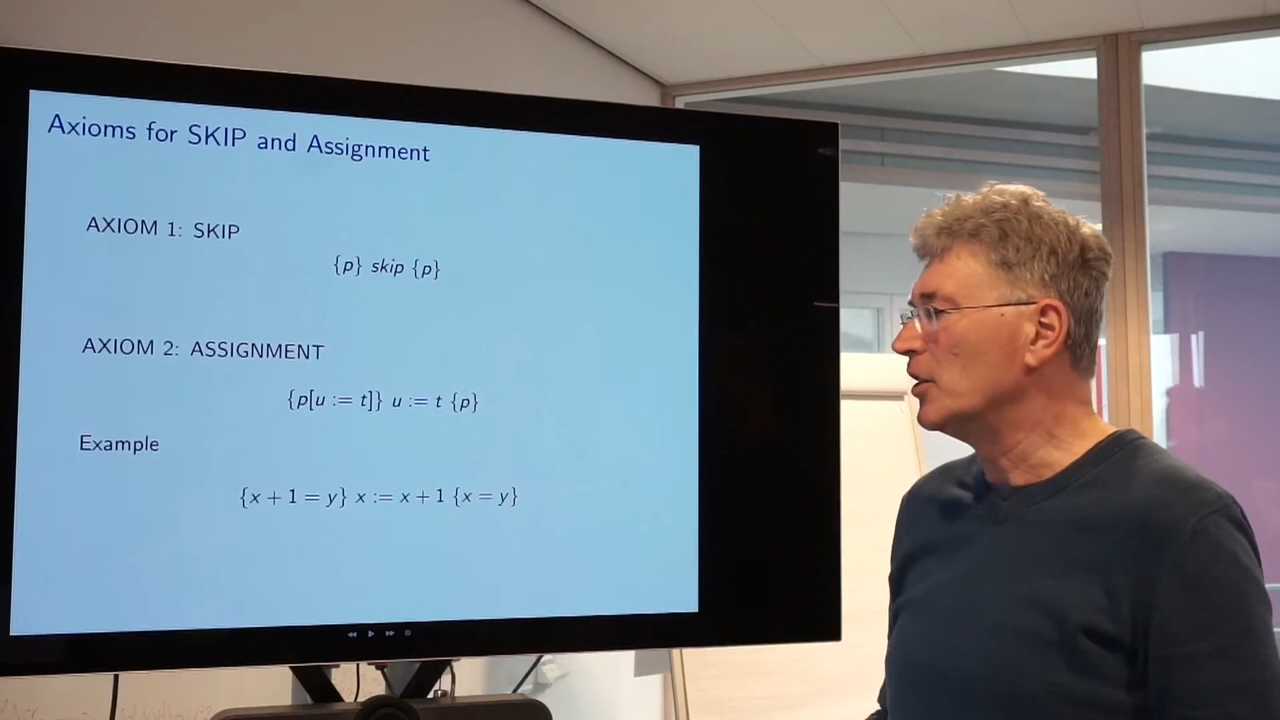 Axioms for SKIP and Assignment
AXIOM 1: SKIP
{p} skip {p}
AXIOM 2: ASSIGNMENT
{p[u := t]} u := t {p}
Example
{x + 1 = y} x := x + 1 {x = y}